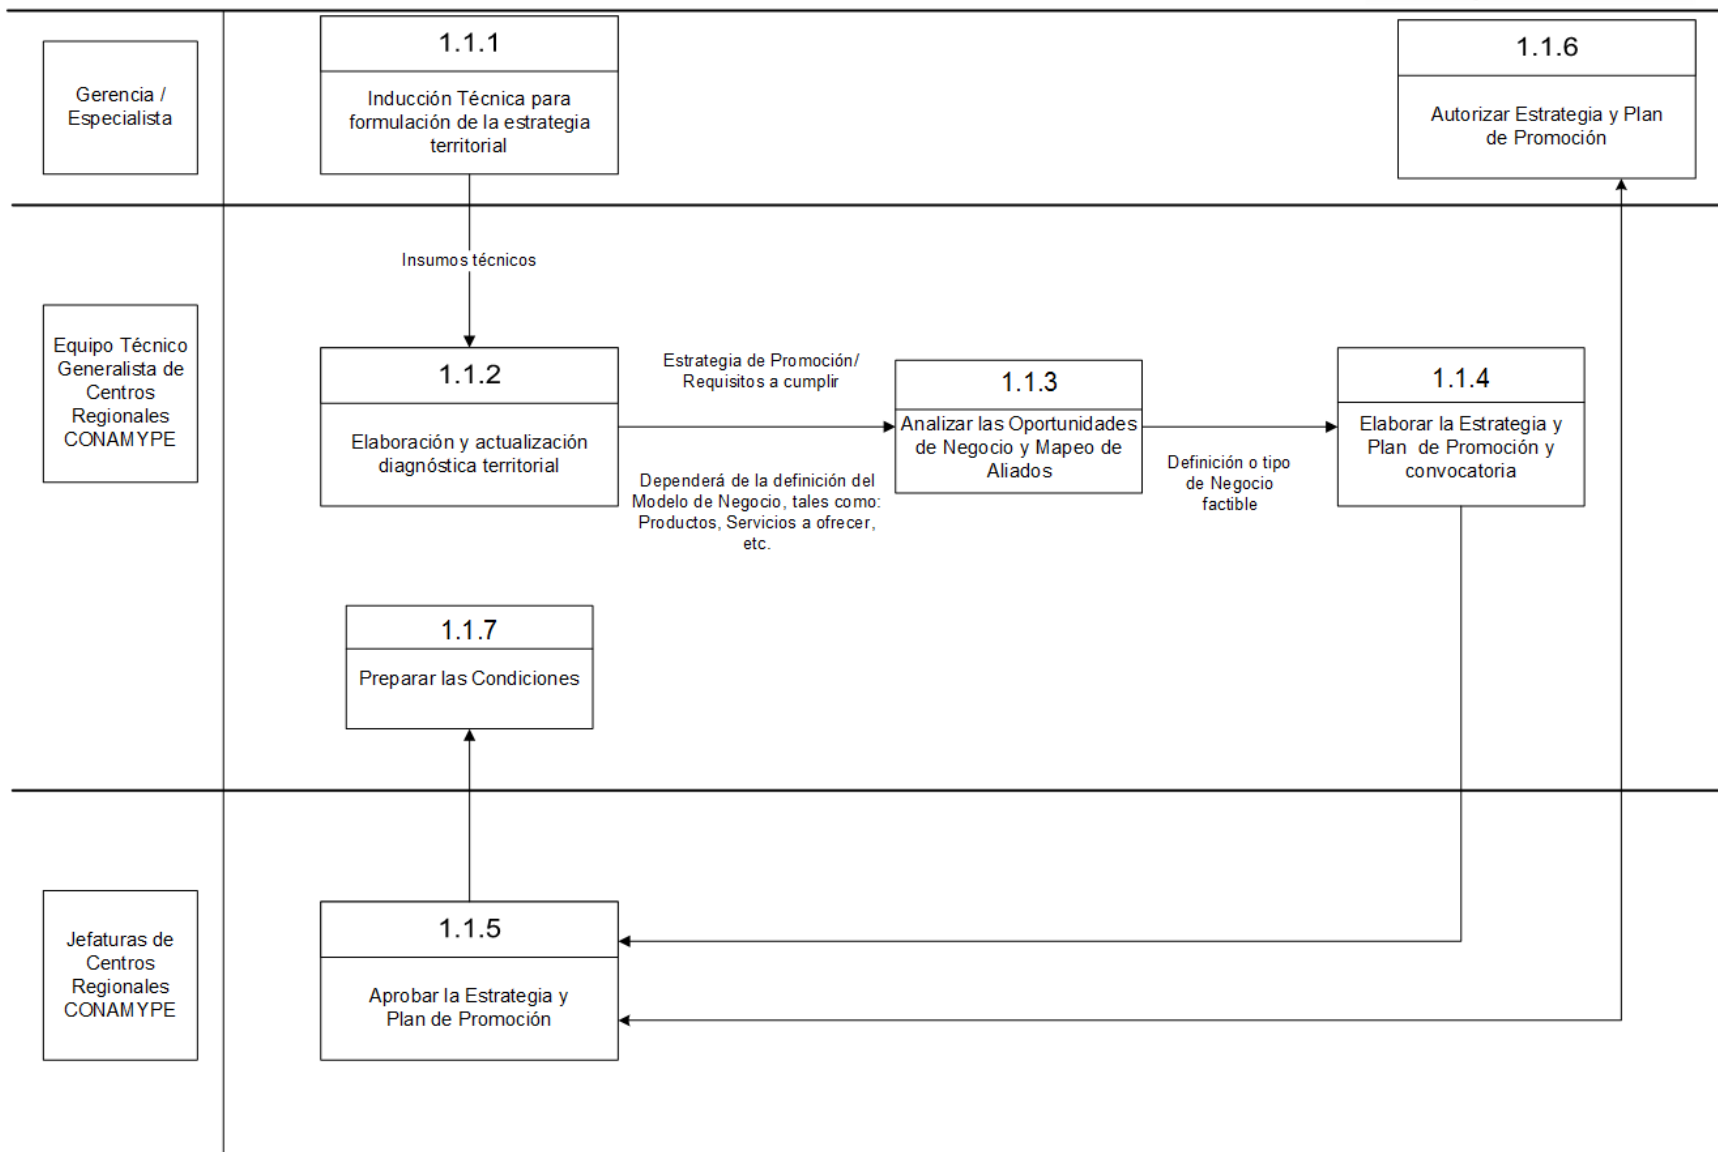 Gerencia /
Especialista
1.1.1
Inducción Técnica para
formulación de la estrategia
territorial
1.1.6
Autorizar Estrategia y Plan
de Promoción
Insumos técnicos
Equipo Técnico
Generalista de
Centros
Regionales
CONAMYPE
1.1.2
Elaboración y actualización
diagnóstica territorial
Estrategia de Promoción/
Requisitos a cumplir
Dependerá de la definición del
Modelo de Negocio, tales como:
Productos, Servicios a ofrecer,
etc.
1.1.3
Analizar las Oportunidades
de Negocio y Mapeo de
Aliados
Definición o tipo
de Negocio
factible
1.1.4
Elaborar la Estrategia y
Plan de Promoción y
convocatoria
1.1.7
Preparar las Condiciones
Jefaturas de
Centros
Regionales
CONAMYPE
1.1.5
Aprobar la Estrategia y
Plan de Promoción